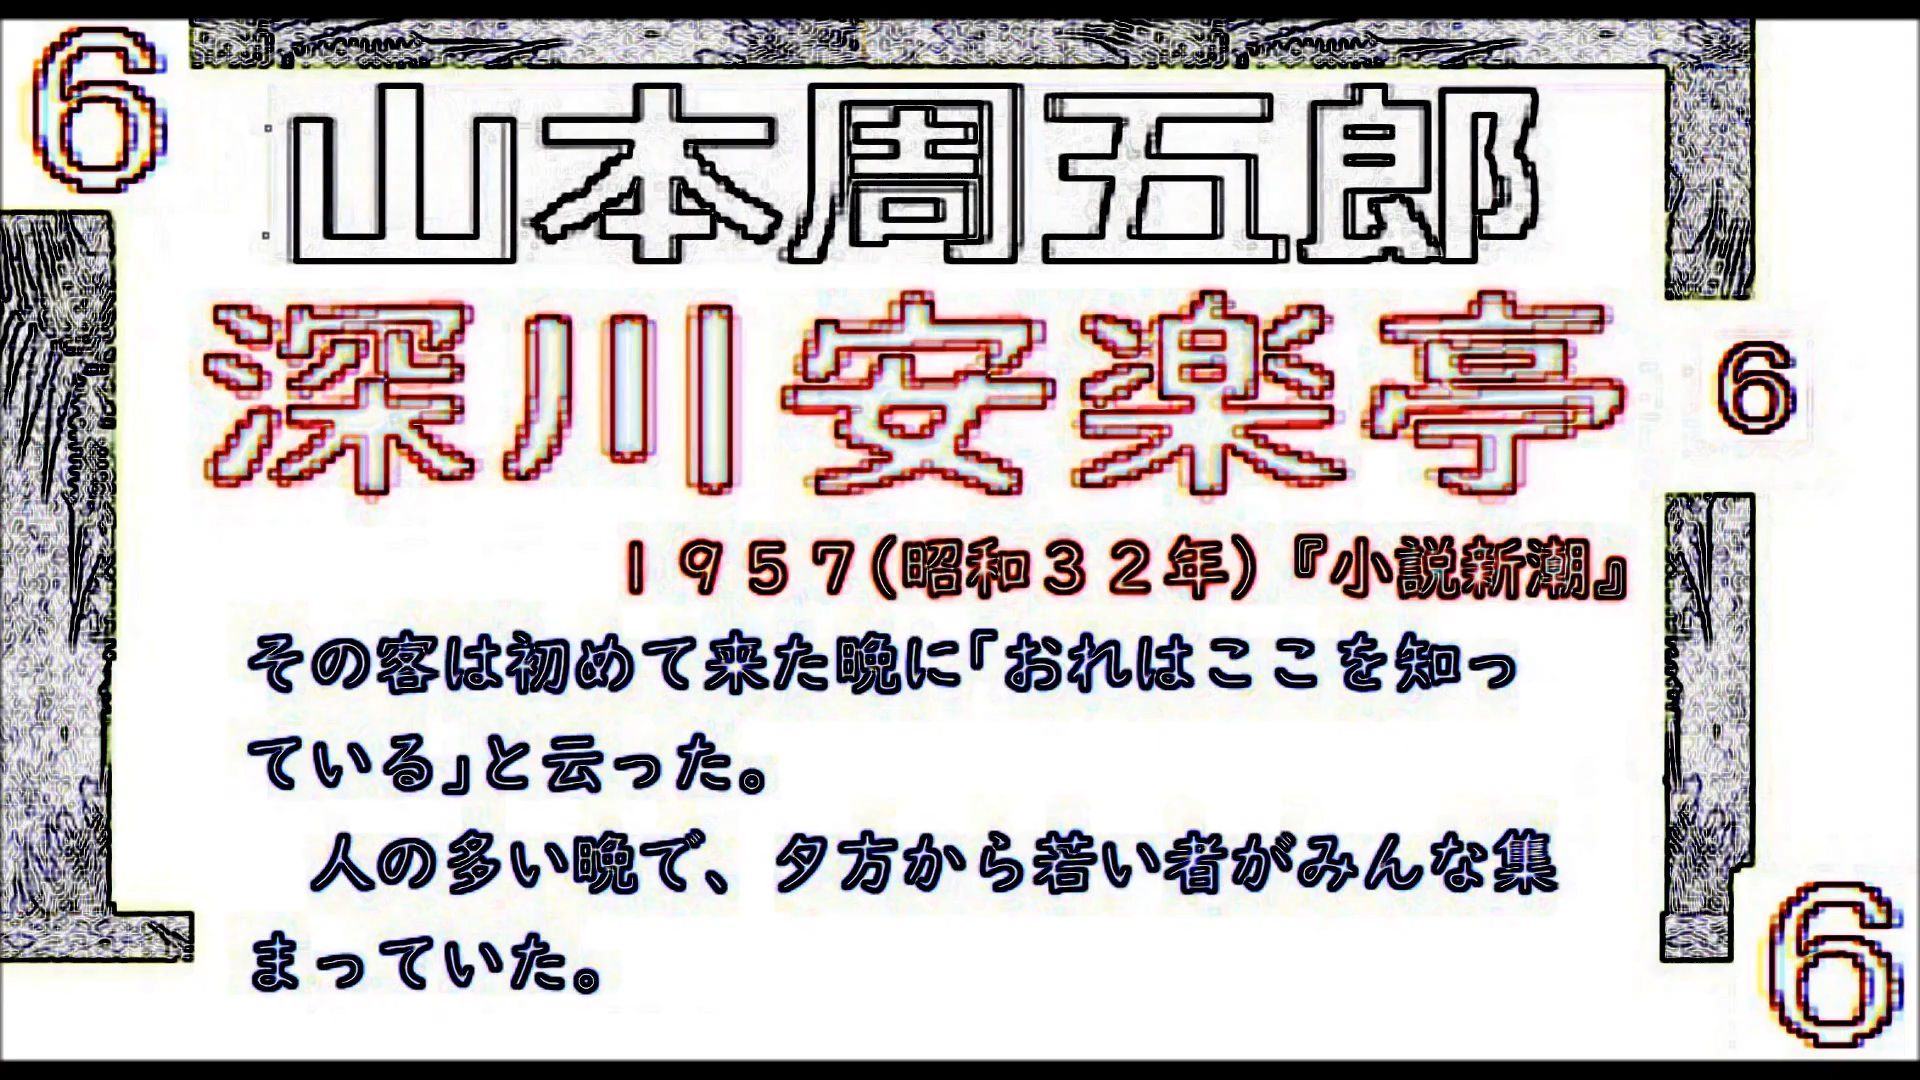 6
山本周五郎
深川安楽亭
6
1957(昭和32年)『小説新潮』
その客は初めて来た晩に「おれはここを知っ
ている」と云った。
人の多い晩で、夕方から若い者がみんな集
まっていた。
6